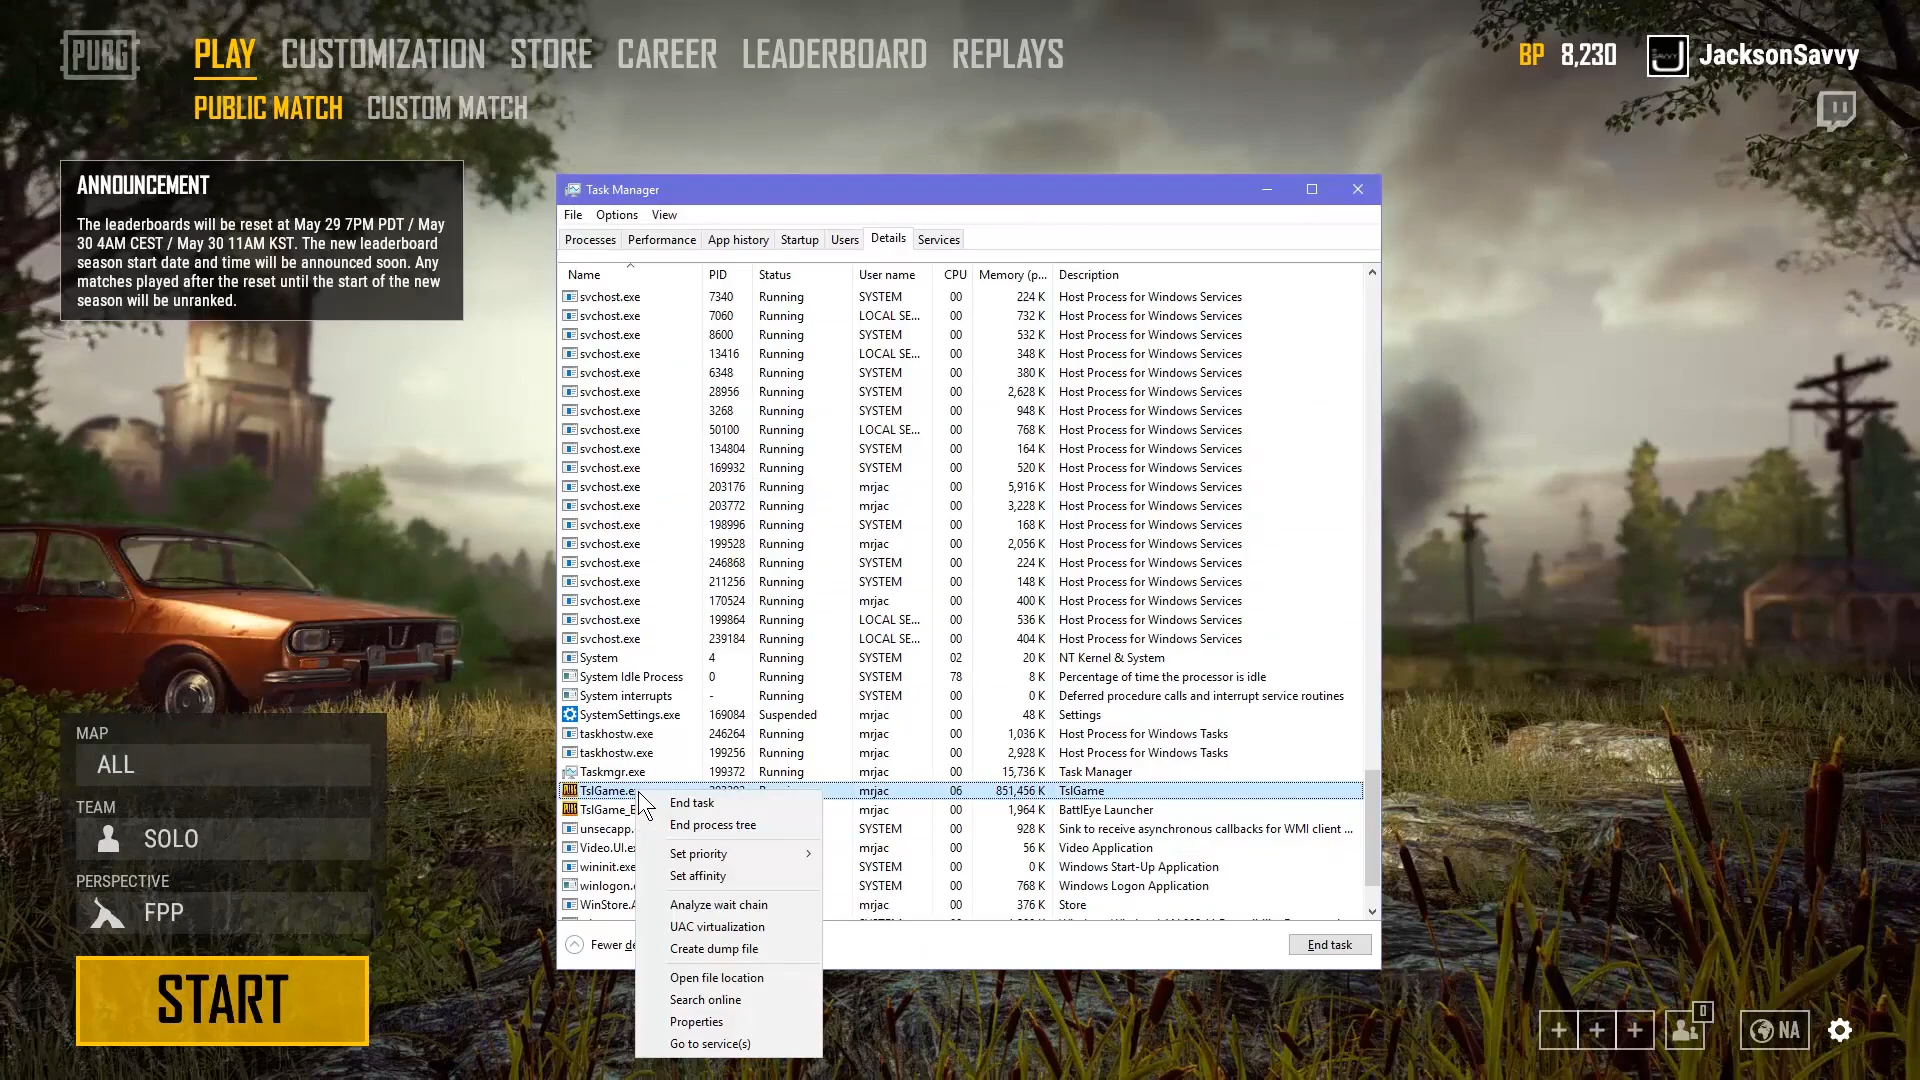 PUBG PLAY CUSTOMIZATION STORE CAREER LEADERBOARD REPLAYS BP 8,230 JacksonSavvy
PUBLIC MATCH CUSTOM MATCH
ANNOUNCEMENT
The leaderboards will be reset at May 29 7PM PDT / May
30 4AM CEST / May 30 11AM KST. The new leaderboard
season start date and time will be announced soon. Any
matches played after the reset until the start of the new
season will be unranked.
Task Manager
File Options View
Processes Performance App history Startup Users Details Services
Name PID Status User name CPU Memory (p... Description
svchost.exe 7340 Running SYSTEM 00 224 K Host Process for Windows Services
svchost.exe 7060 Running LOCAL SE... 00 732 K Host Process for Windows Services
svchost.exe 8600 Running SYSTEM 00 532 K Host Process for Windows Services
svchost.exe 13416 Running LOCAL SE... 00 348 K Host Process for Windows Services
svchost.exe 6348 Running SYSTEM 00 380 K Host Process for Windows Services
svchost.exe 28956 Running SYSTEM 00 2,628 K Host Process for Windows Services
svchost.exe 3268 Running SYSTEM 00 948 K Host Process for Windows Services
svchost.exe 50100 Running LOCAL SE... 00 768 K Host Process for Windows Services
svchost.exe 134804 Running SYSTEM 00 164 K Host Process for Windows Services
svchost.exe 169932 Running SYSTEM 00 520 K Host Process for Windows Services
svchost.exe 203176 Running mrjac 00 5,916 K Host Process for Windows Services
svchost.exe 203772 Running mrjac 00 3,228 K Host Process for Windows Services
svchost.exe 198996 Running SYSTEM 00 168 K Host Process for Windows Services
svchost.exe 199528 Running mrjac 00 2,056 K Host Process for Windows Services
svchost.exe 246868 Running SYSTEM 00 224 K Host Process for Windows Services
svchost.exe 211256 Running SYSTEM 00 148 K Host Process for Windows Services
svchost.exe 170524 Running mrjac 00 400 K Host Process for Windows Services
svchost.exe 199864 Running LOCAL SE... 00 536 K Host Process for Windows Services
svchost.exe 239184 Running LOCAL SE... 00 404 K Host Process for Windows Services
System 4 Running SYSTEM 02 20 K NT Kernel & System
System Idle Process 0 Running SYSTEM 78 8 K Percentage of time the processor is idle
System interrupts - Running SYSTEM 00 0 K Deferred procedure calls and interrupt service routines
SystemSettings.exe 169084 Suspended mrjac 00 48 K Settings
taskhostw.exe 246264 Running mrjac 00 1,036 K Host Process for Windows Tasks
taskhostw.exe 199256 Running mrjac 00 2,928 K Host Process for Windows Tasks
Taskmgr.exe 199372 Running mrjac 00 15,736 K Task Manager
TslGame.e mrjac 06 851,456 K TslGame
TslGame_B mrjac 00 1,964 K BattlEye Launcher
unsecapp. SYSTEM 00 928 K Sink to receive asynchronous callbacks for WMI client ...
Video.UI.ex mrjac 00 56 K Video Application
wininit.exe SYSTEM 00 0 K Windows Start-Up Application
winlogon.e SYSTEM 00 768 K Windows Logon Application
WinStore.A mrjac 00 376 K Store
Fewer de
End task
End task
End process tree
Set priority
Set affinity
Analyze wait chain
UAC virtualization
Create dump file
Open file location
Search online
Properties
Go to service(s)
MAP
ALL
TEAM
SOLO
PERSPECTIVE
FPP
START
0
NA